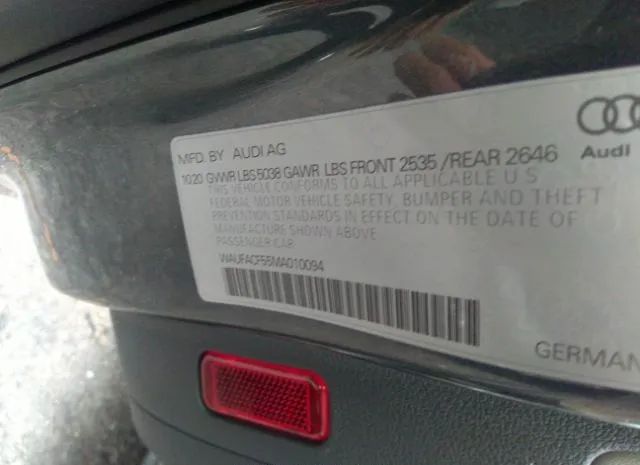 MFD. BY AUDI AG
10.20 GVWR LBS 5038 GAWR LBS FRONT 2535 /REAR 2646
THIS VEHICLE CONFORMS TO ALL APPLICABLE U S
FEDERAL MOTOR VEHICLE SAFETY, BUMPER AND THEFT
PREVENTION STANDARDS IN EFFECT ON THE DATE OF
MANUFACTURE SHOWN ABOVE
PASSENGER CAR
WAUFACF55MA010094
Audi
GERMAN